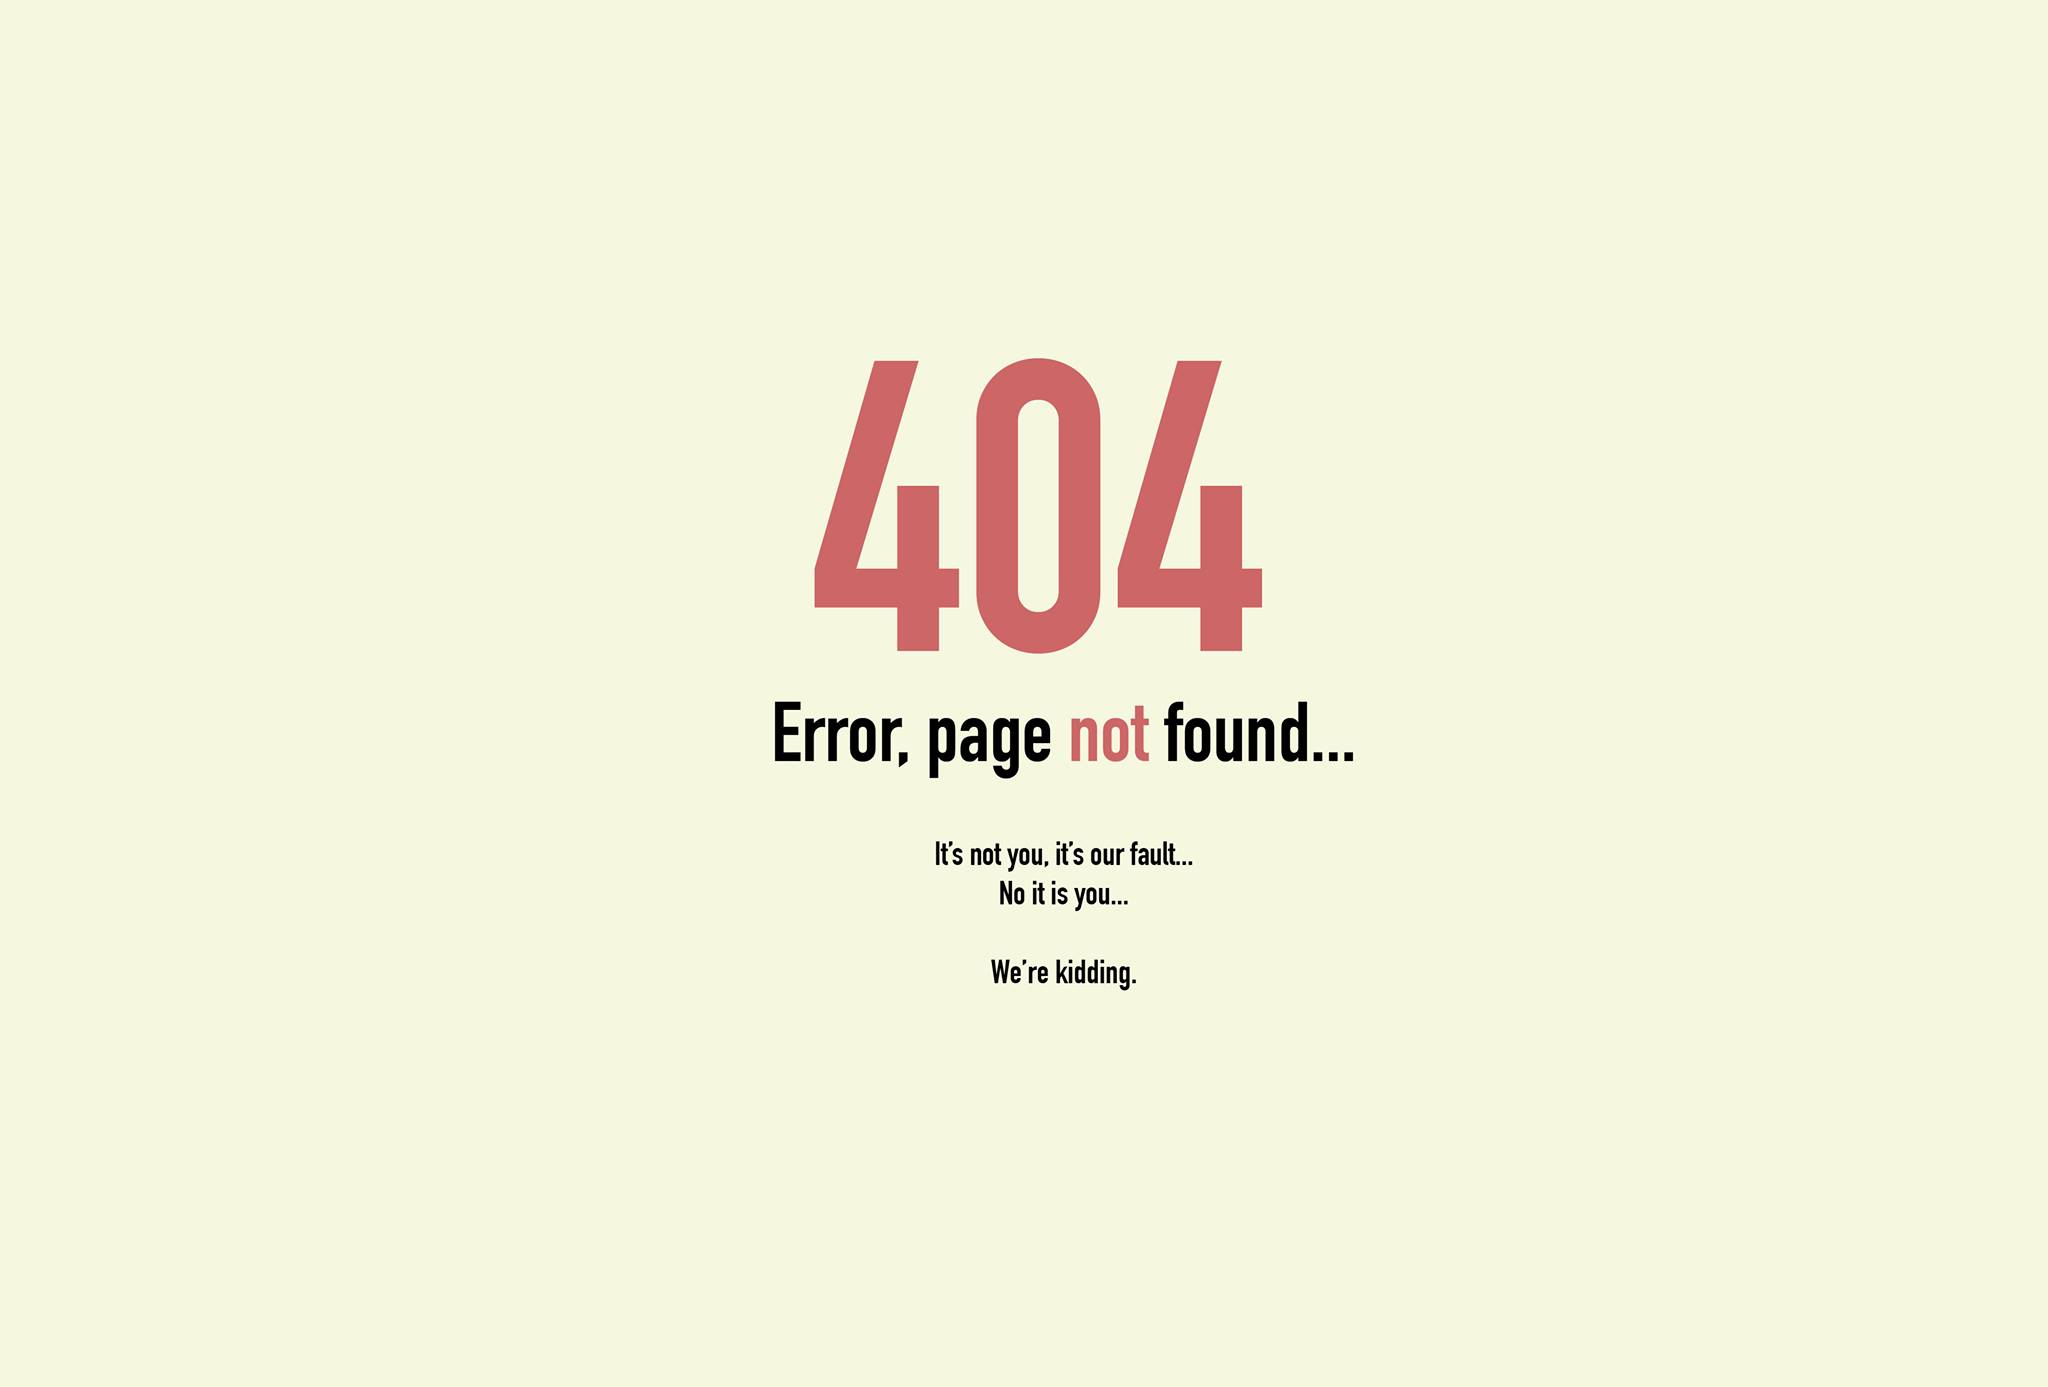 404
Error, page not found...
It's not you, it's our fault...
No it is you...
We're kidding.